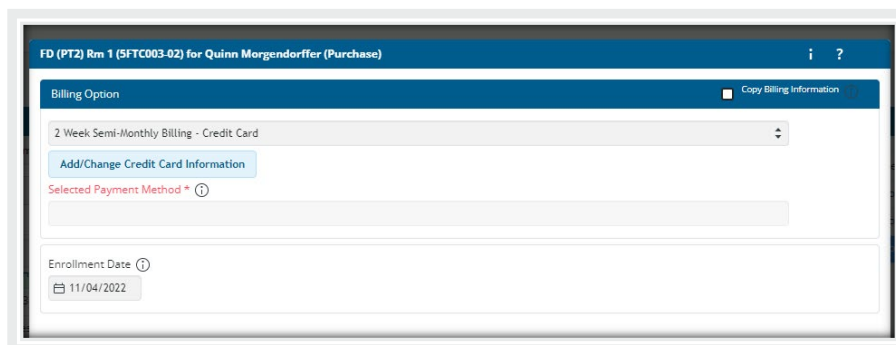 FD (PT2) Rm 1 (5FTC003-02) for Quinn Morgendorffer (Purchase) i ?
Billing Option Copy Billing Information
2 Week Semi-Monthly Billing - Credit Card
Add/Change Credit Card Information
Selected Payment Method * i
Enrollment Date i
11/04/2022